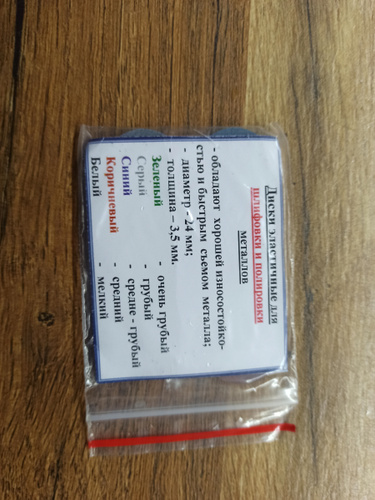 Диски эластичные для
шлифовки и полировки
металлов
- обладают хорошей износостойко-
стью и быстрым съемом металла;
- диаметр - 24 мм;
- толщина – 3,5 мм.
Зеленый - очень грубый
Серый - грубый
Синий - средне - грубый
Коричневый - средний
Белый - мелкий